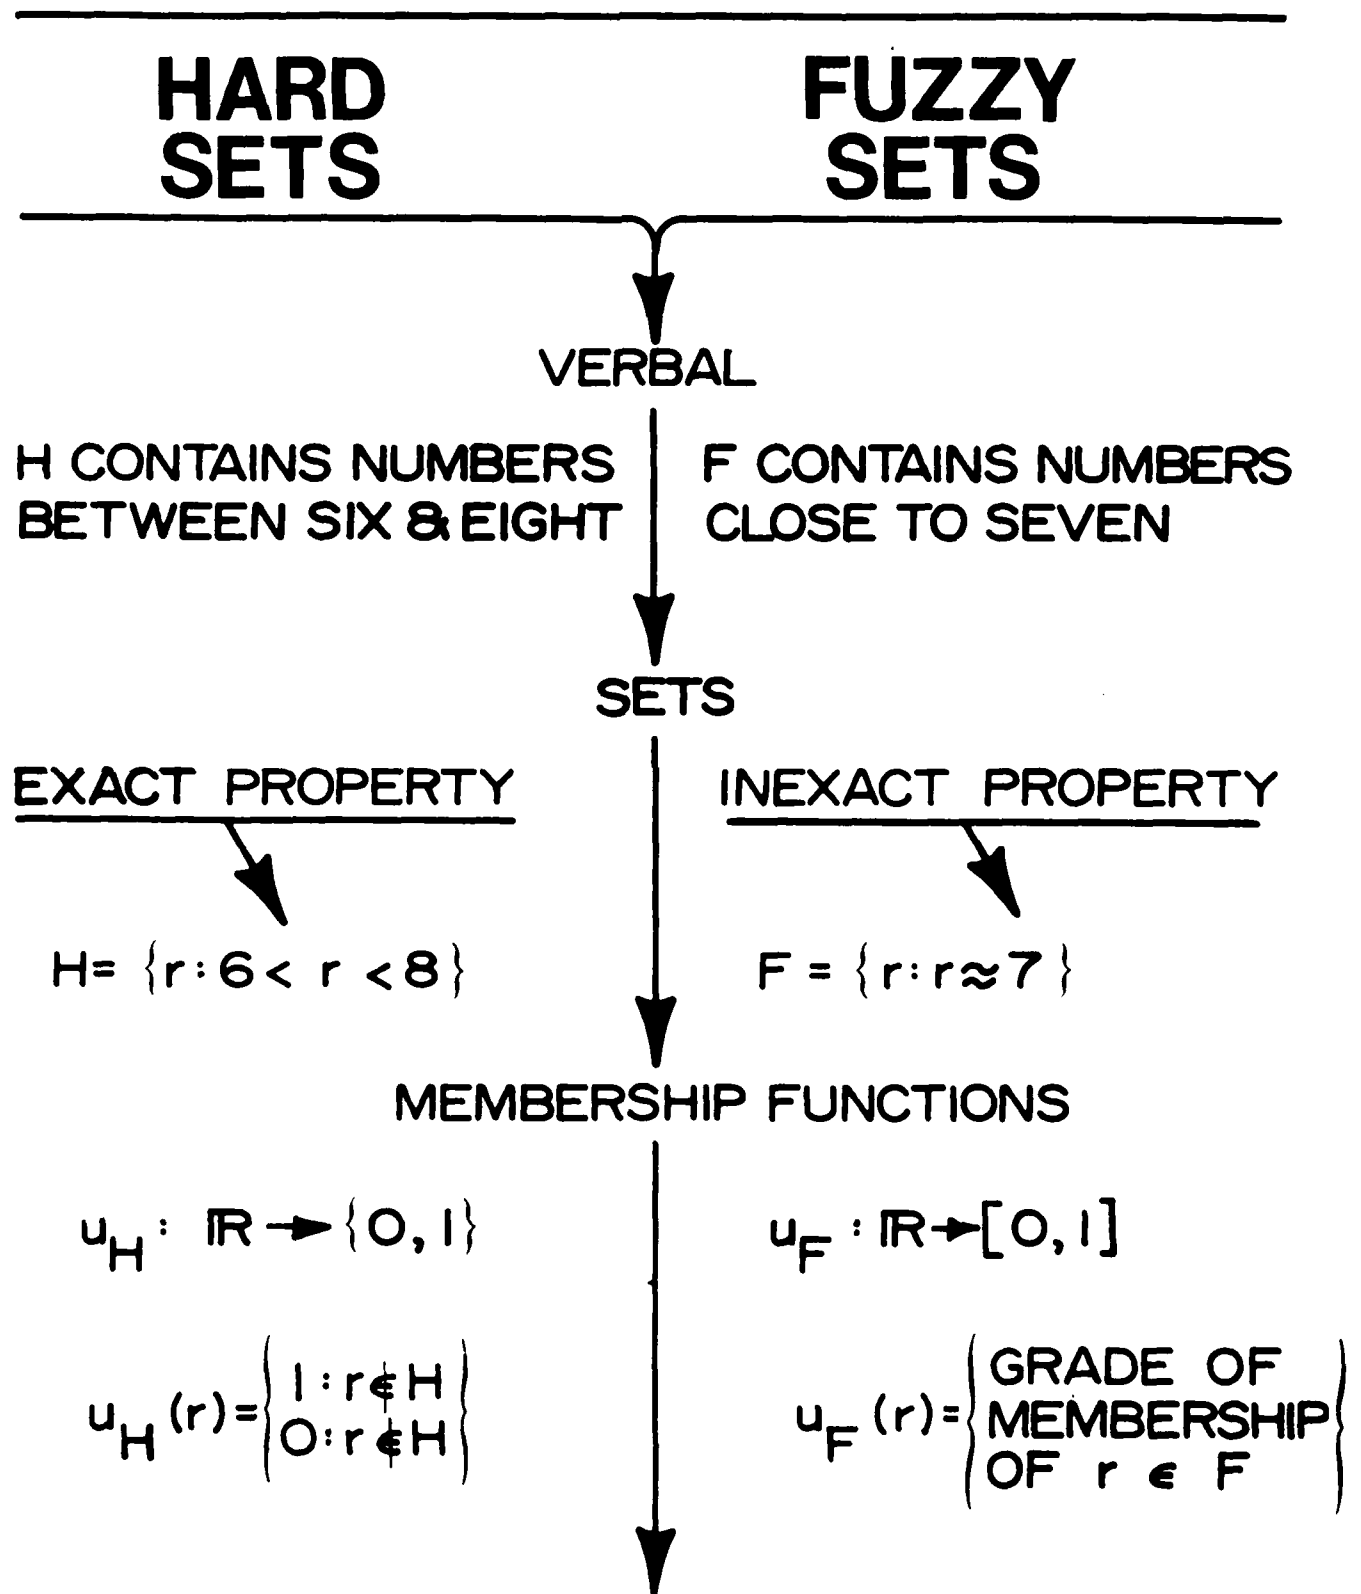 HARD
SETS
FUZZY
SETS
VERBAL
H CONTAINS NUMBERS
BETWEEN SIX & EIGHT
F CONTAINS NUMBERS
CLOSE TO SEVEN
SETS
EXACT PROPERTY
INEXACT PROPERTY
H= {r: 6 < r < 8}
F = {r: r ≈ 7}
MEMBERSHIP FUNCTIONS
u_H : ℝ → {0, 1}
u_F : ℝ → [0, 1]
u_H (r) = { 1: r ∉ H
0: r ∉ H }
u_F (r) = { GRADE OF
MEMBERSHIP
OF r ∈ F }